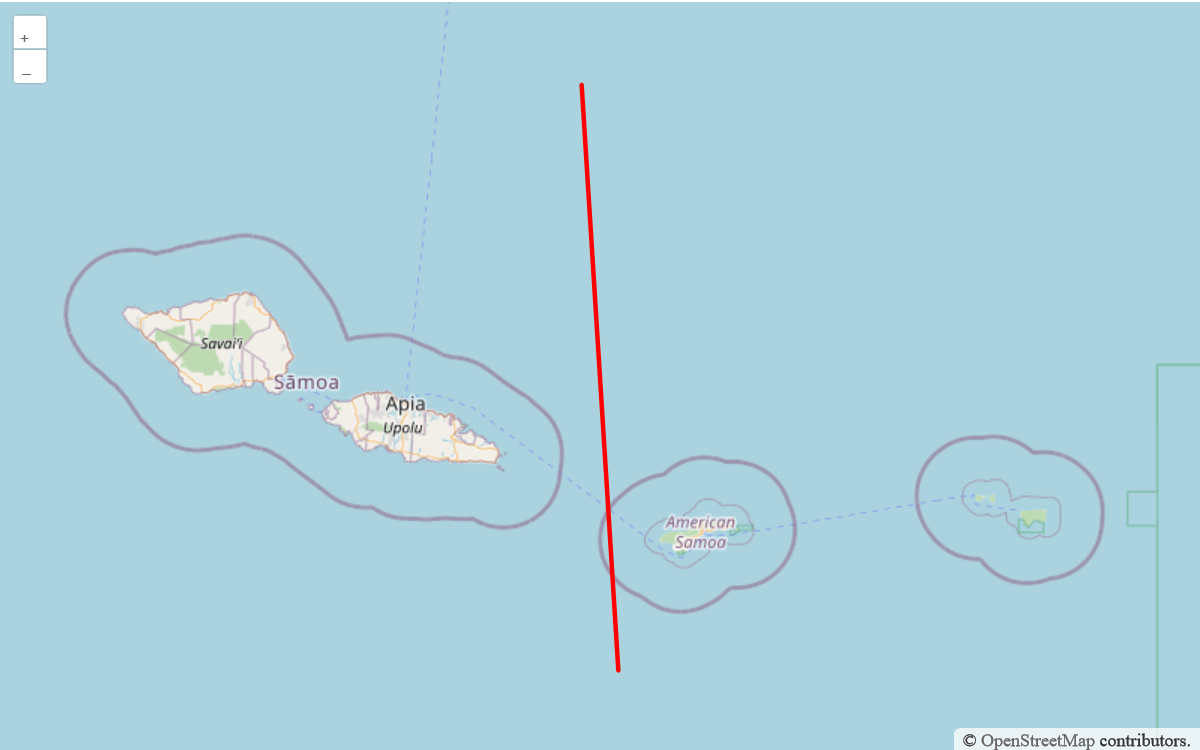 +
–
Savai'i
Sāmoa
Apia
Upolu
American
Samoa
© OpenStreetMap contributors.